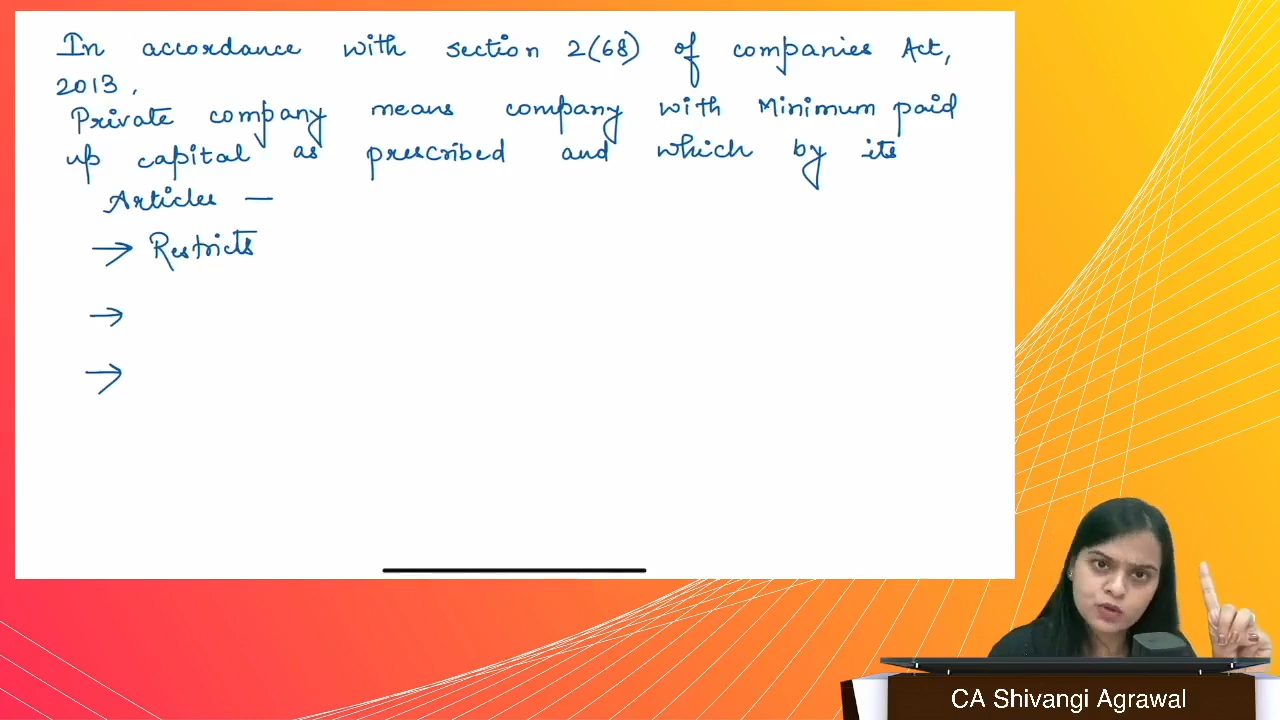 In accordance with section 2(68) of companies Act,
2013,
Private company means company with Minimum paid
up capital as prescribed and which by its
Articles —
→ Restricts
→
→
CA Shivangi Agrawal